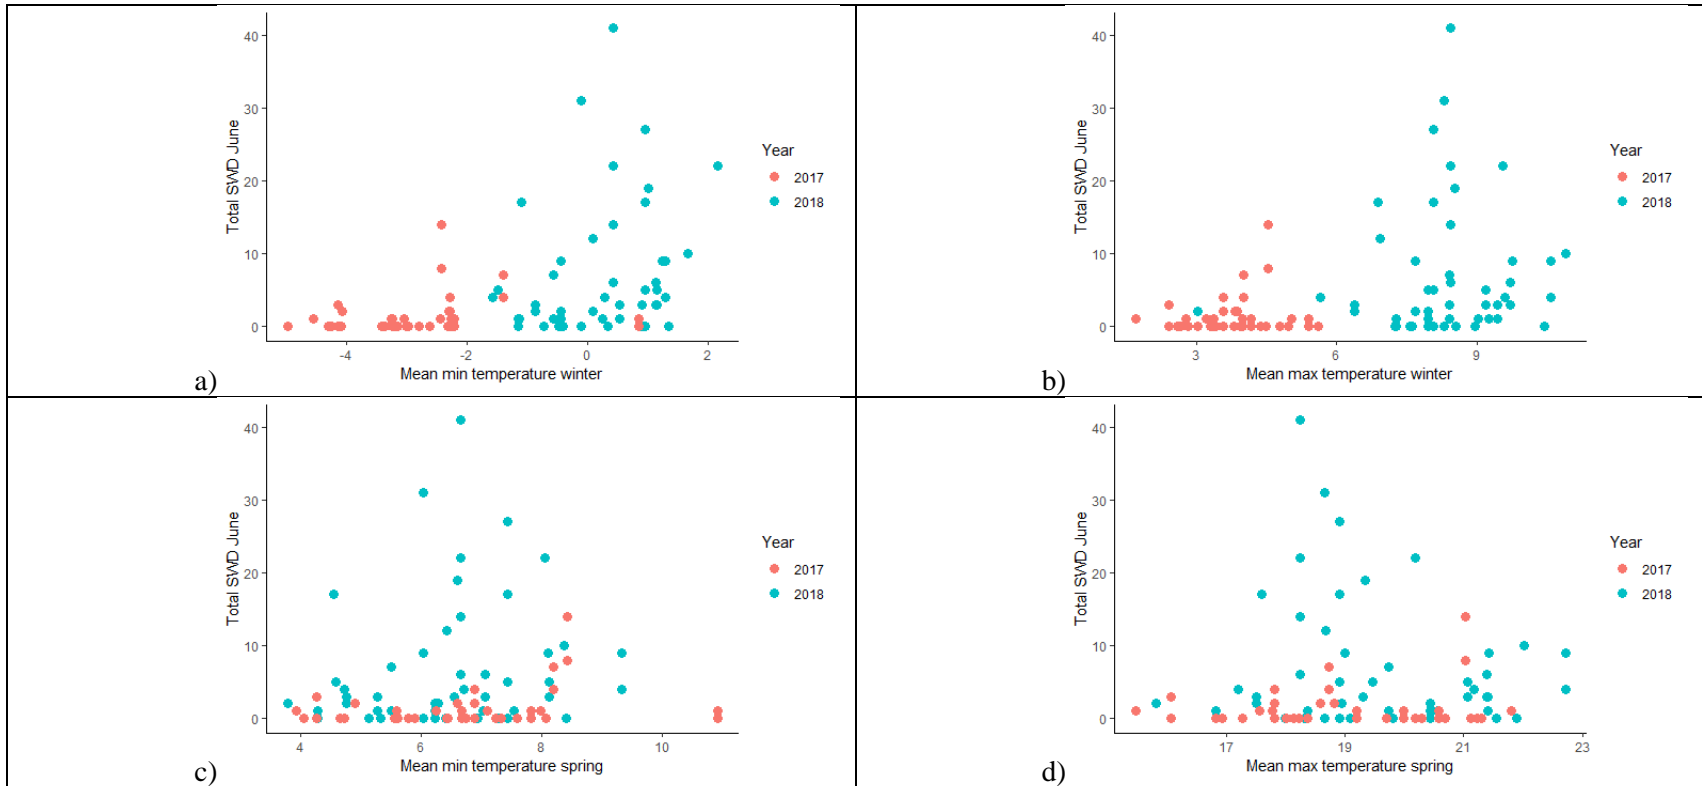 40
30
20
10
0
Total SWD June
-4 -2 0 2
Mean min temperature winter
Year
2017
2018
a)
40
30
20
10
0
Total SWD June
3 6 9
Mean max temperature winter
Year
2017
2018
b)
40
30
20
10
0
Total SWD June
4 6 8 10
Mean min temperature spring
Year
2017
2018
c)
40
30
20
10
0
Total SWD June
17 19 21 23
Mean max temperature spring
Year
2017
2018
d)